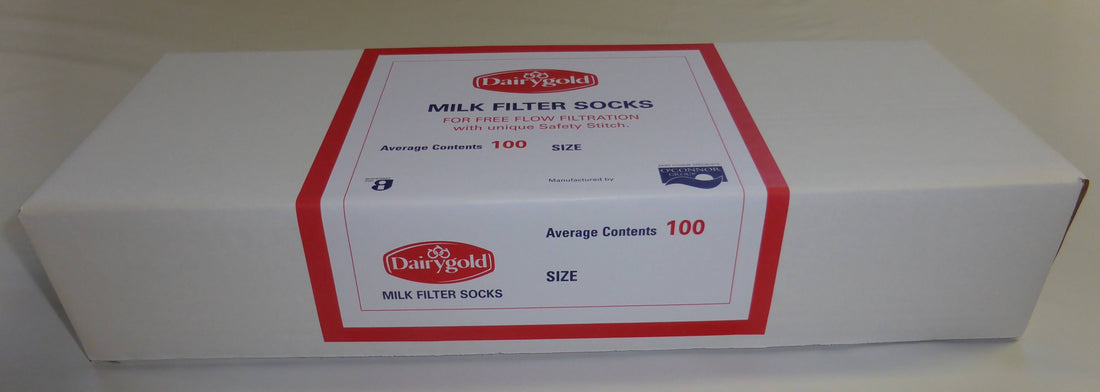 Dairygold
MILK FILTER SOCKS
FOR FREE FLOW FILTRATION
with unique Safety Stitch.
Average Contents 100 SIZE
Manufactured by
O'CONNOR
GROUP
Average Contents 100
Dairygold
SIZE
MILK FILTER SOCKS